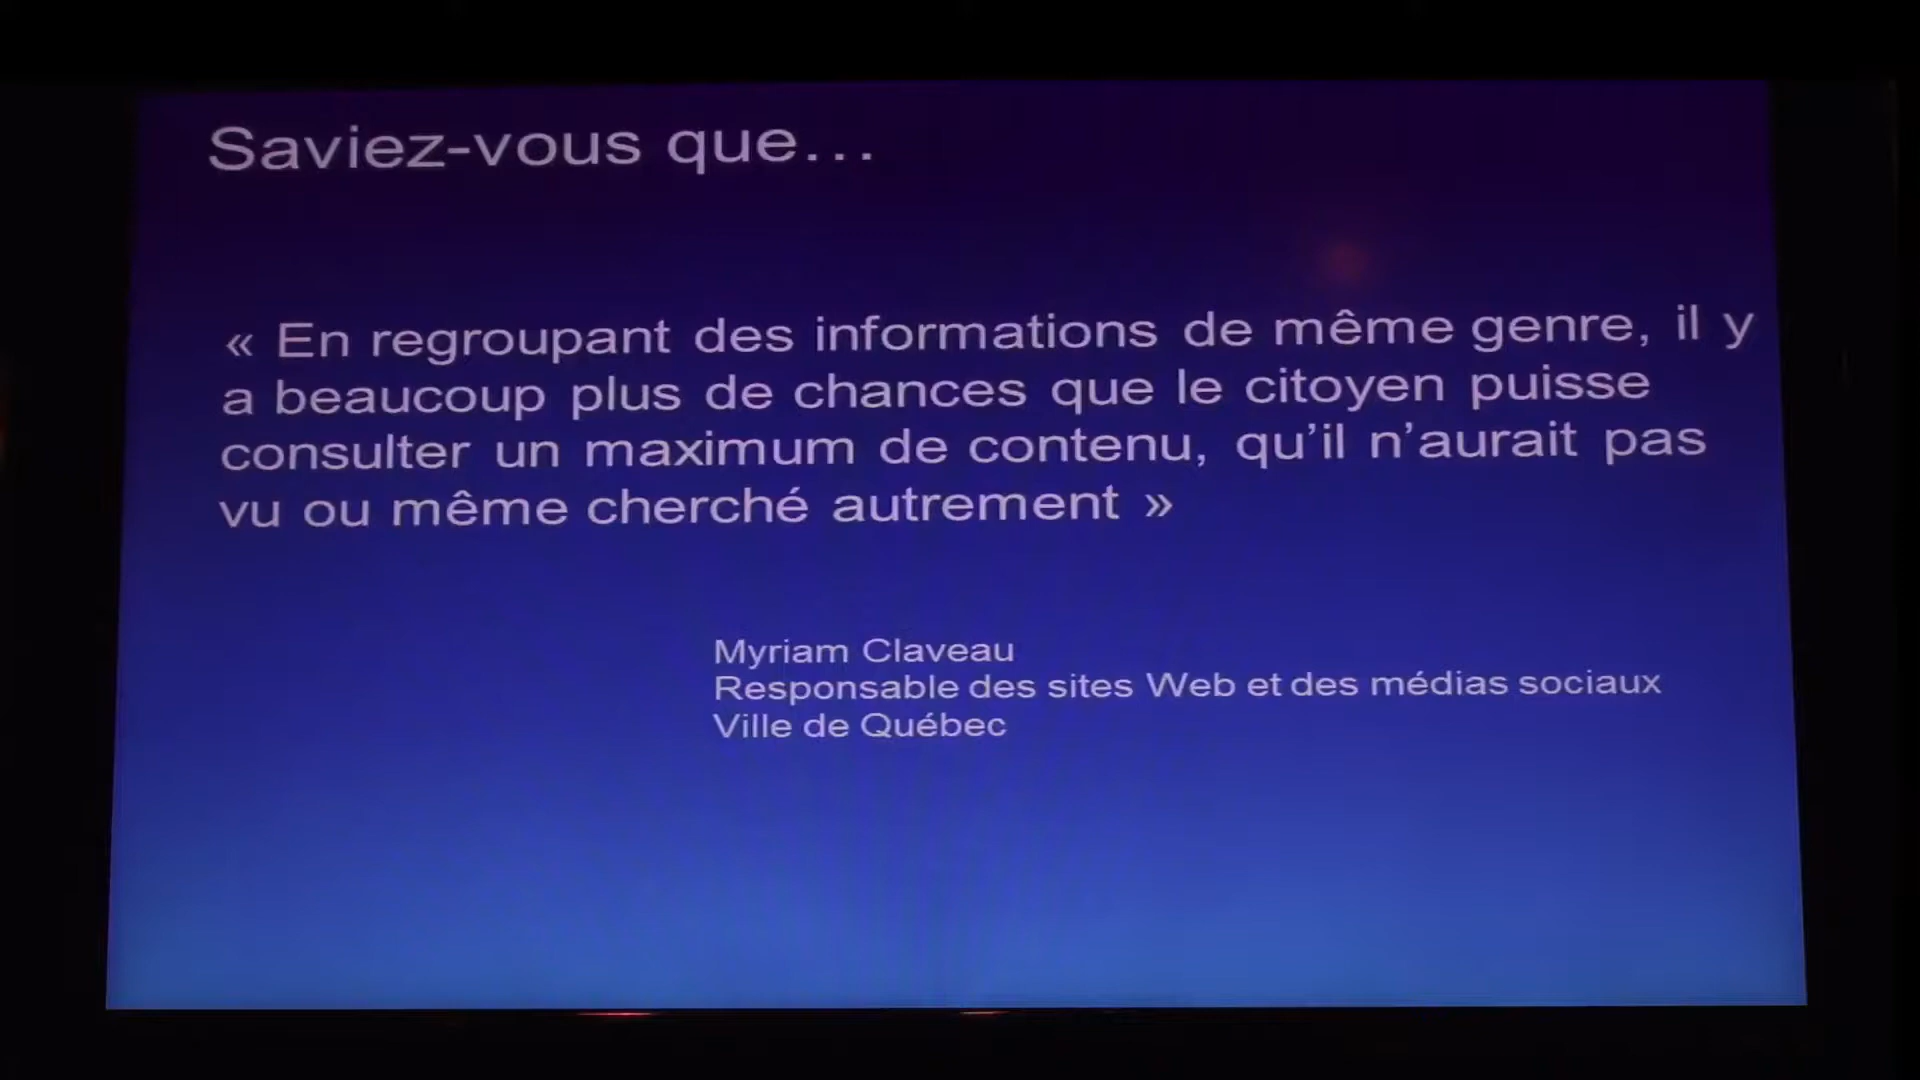 Saviez-vous que...
« En regroupant des informations de même genre, il y
a beaucoup plus de chances que le citoyen puisse
consulter un maximum de contenu, qu’il n’aurait pas
vu ou même cherché autrement »
Myriam Claveau
Responsable des sites Web et des médias sociaux
Ville de Québec